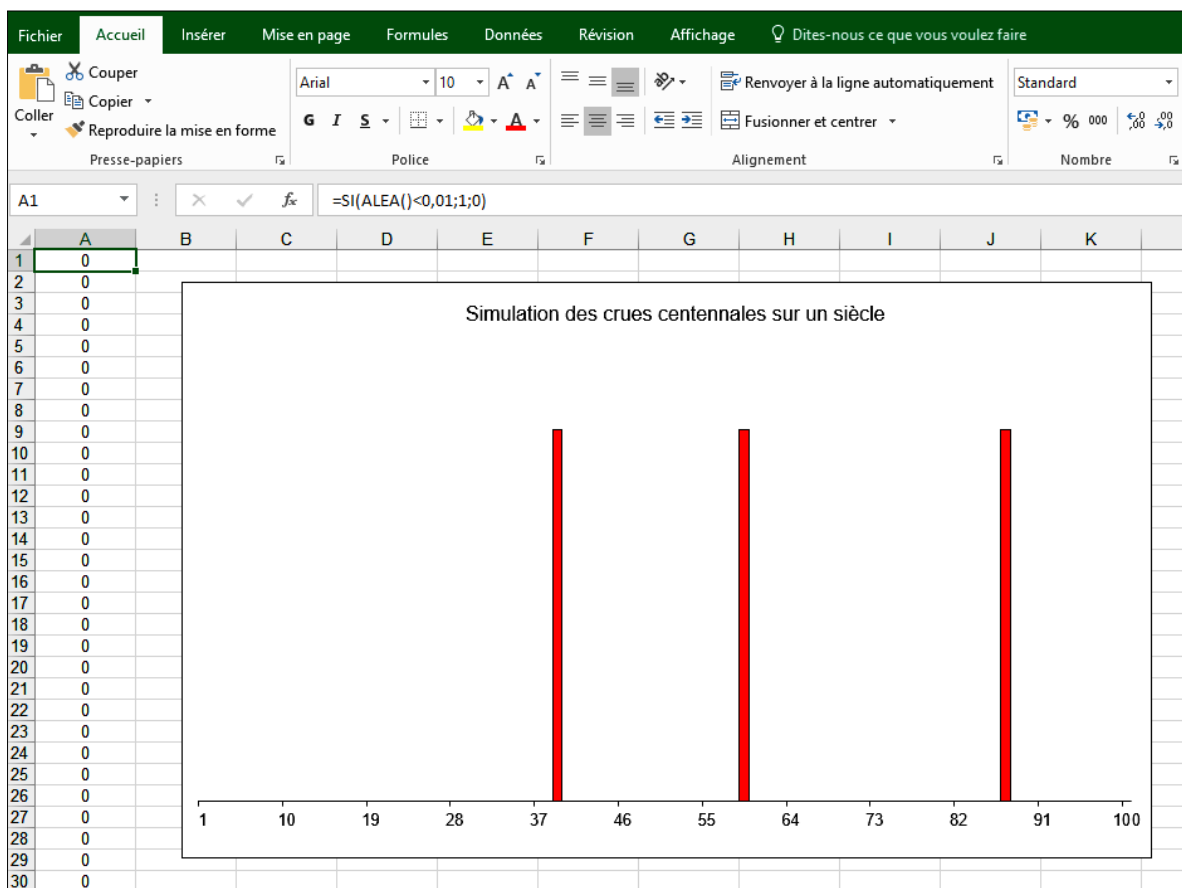 Fichier Accueil Insérer Mise en page Formules Données Révision Affichage Dites-nous ce que vous voulez faire
Coller
Couper
Copier
Reproduire la mise en forme
Presse-papiers
Arial 10 A A
G I S A
Police
Renvoyer à la ligne automatiquement
Fusionner et centrer
Alignement
Standard
% 000 ,00 ,0 ,00 ,0
Nombre
A1 fx =SI(ALEA()<0,01;1;0)
A B C D E F G H I J K
1 0
2 0
3 0
4 0
5 0
6 0
7 0
8 0
9 0
10 0
11 0
12 0
13 0
14 0
15 0
16 0
17 0
18 0
19 0
20 0
21 0
22 0
23 0
24 0
25 0
26 0
27 0
28 0
29 0
30 0
Simulation des crues centennales sur un siècle
1 10 19 28 37 46 55 64 73 82 91 100